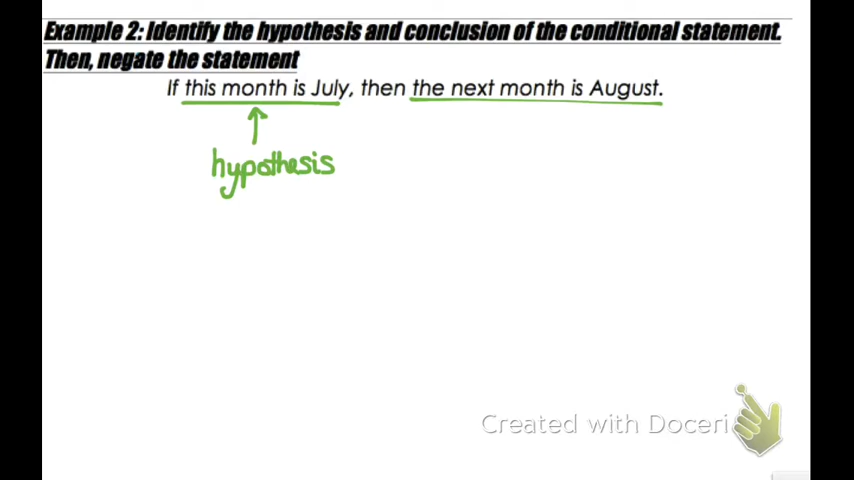 Example 2: Identify the hypothesis and conclusion of the conditional statement.
Then, negate the statement
If this month is July, then the next month is August.
hypothesis
Created with Doceri